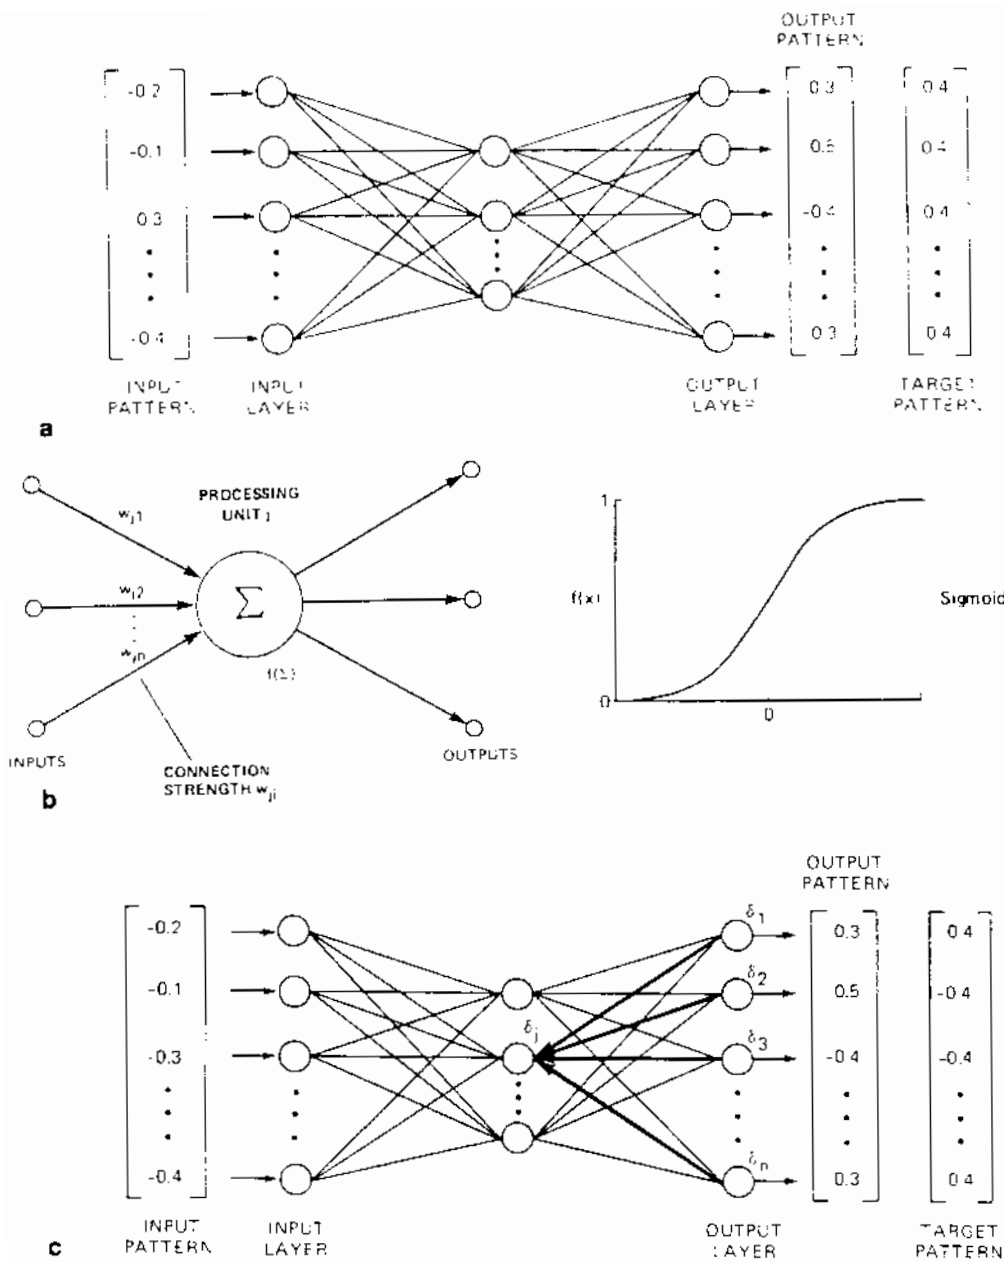 OUTPUT
PATTERN
-0.2
-0.1
0.3
-0.4
0.3
-0.4
0.3
0.4
0.4
0.4
0.4
INPUT
PATTERN
INPUT
LAYER
OUTPUT
LAYER
TARGET
PATTERN
a
PROCESSING
UNIT j
wj1
wj2
wjn
Σ
f(Σ)
INPUTS
OUTPUTS
CONNECTION
STRENGTH wji
1
f(x)
0
0
Sigmoid
b
OUTPUT
PATTERN
-0.2
-0.1
-0.3
-0.4
δj
δ1
δ2
δ3
δn
0.3
0.5
-0.4
0.3
0.4
-0.4
-0.4
0.4
INPUT
PATTERN
INPUT
LAYER
OUTPUT
LAYER
TARGET
PATTERN
c